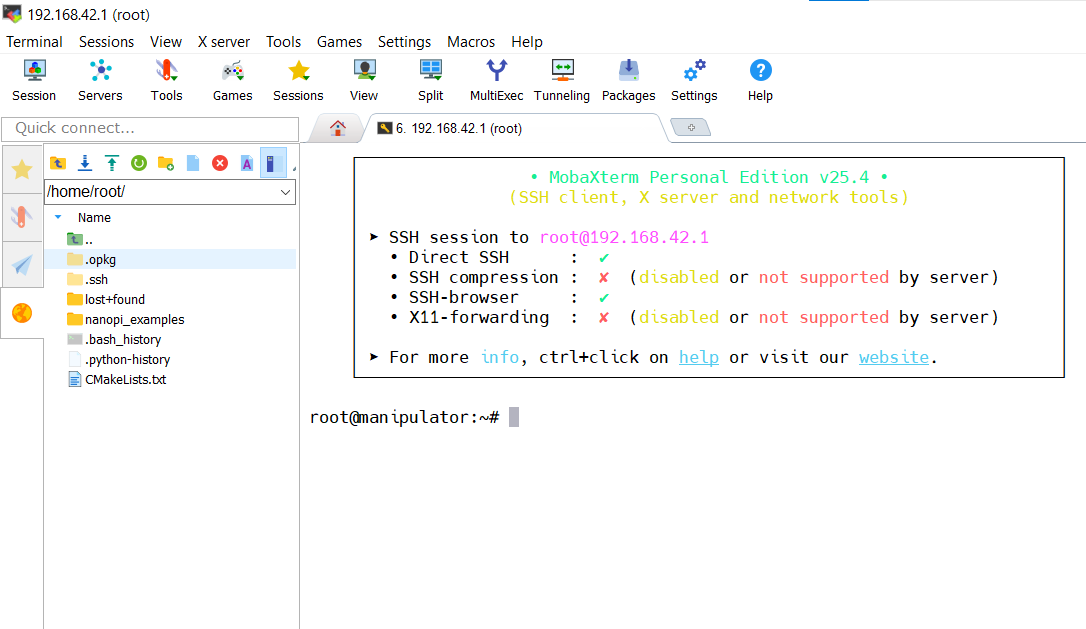 192.168.42.1 (root)
Terminal Sessions View X server Tools Games Settings Macros Help
Session Servers Tools Games Sessions View Split MultiExec Tunneling Packages Settings Help
Quick connect...
6. 192.168.42.1 (root)
/home/root/
Name
..
.opkg
.ssh
lost+found
nanopi_examples
.bash_history
.python-history
CMakeLists.txt
• MobaXterm Personal Edition v25.4 •
(SSH client, X server and network tools)
➤ SSH session to root@192.168.42.1
• Direct SSH : ✔
• SSH compression : ✘ (disabled or not supported by server)
• SSH-browser : ✔
• X11-forwarding : ✘ (disabled or not supported by server)
➤ For more info, ctrl+click on help or visit our website.
root@manipulator:~#